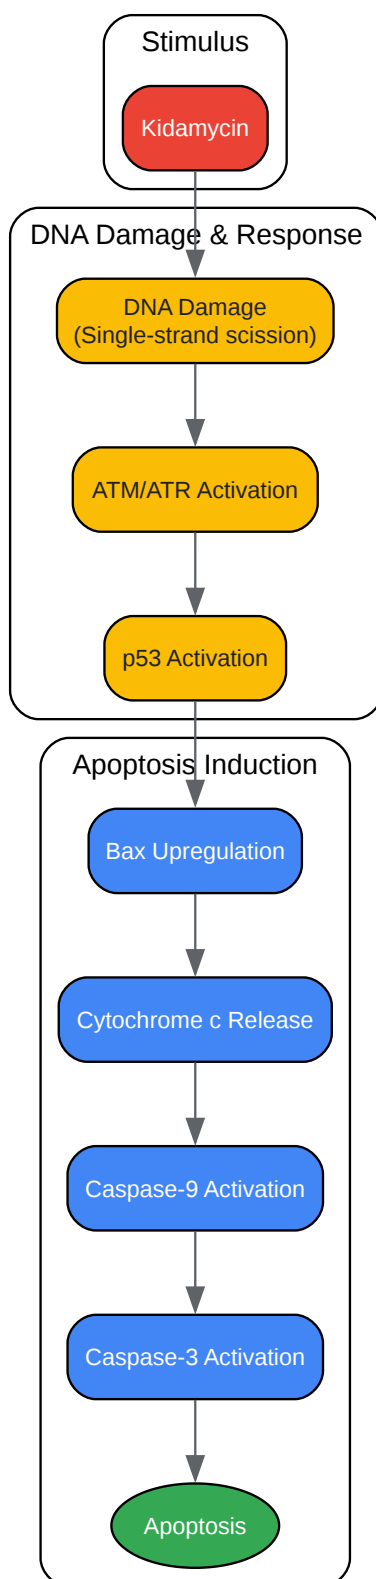 Stimulus
Kidamycin
DNA Damage & Response
DNA Damage
(Single-strand scission)
ATM/ATR Activation
p53 Activation
Apoptosis Induction
Bax Upregulation
Cytochrome c Release
Caspase-9 Activation
Caspase-3 Activation
Apoptosis